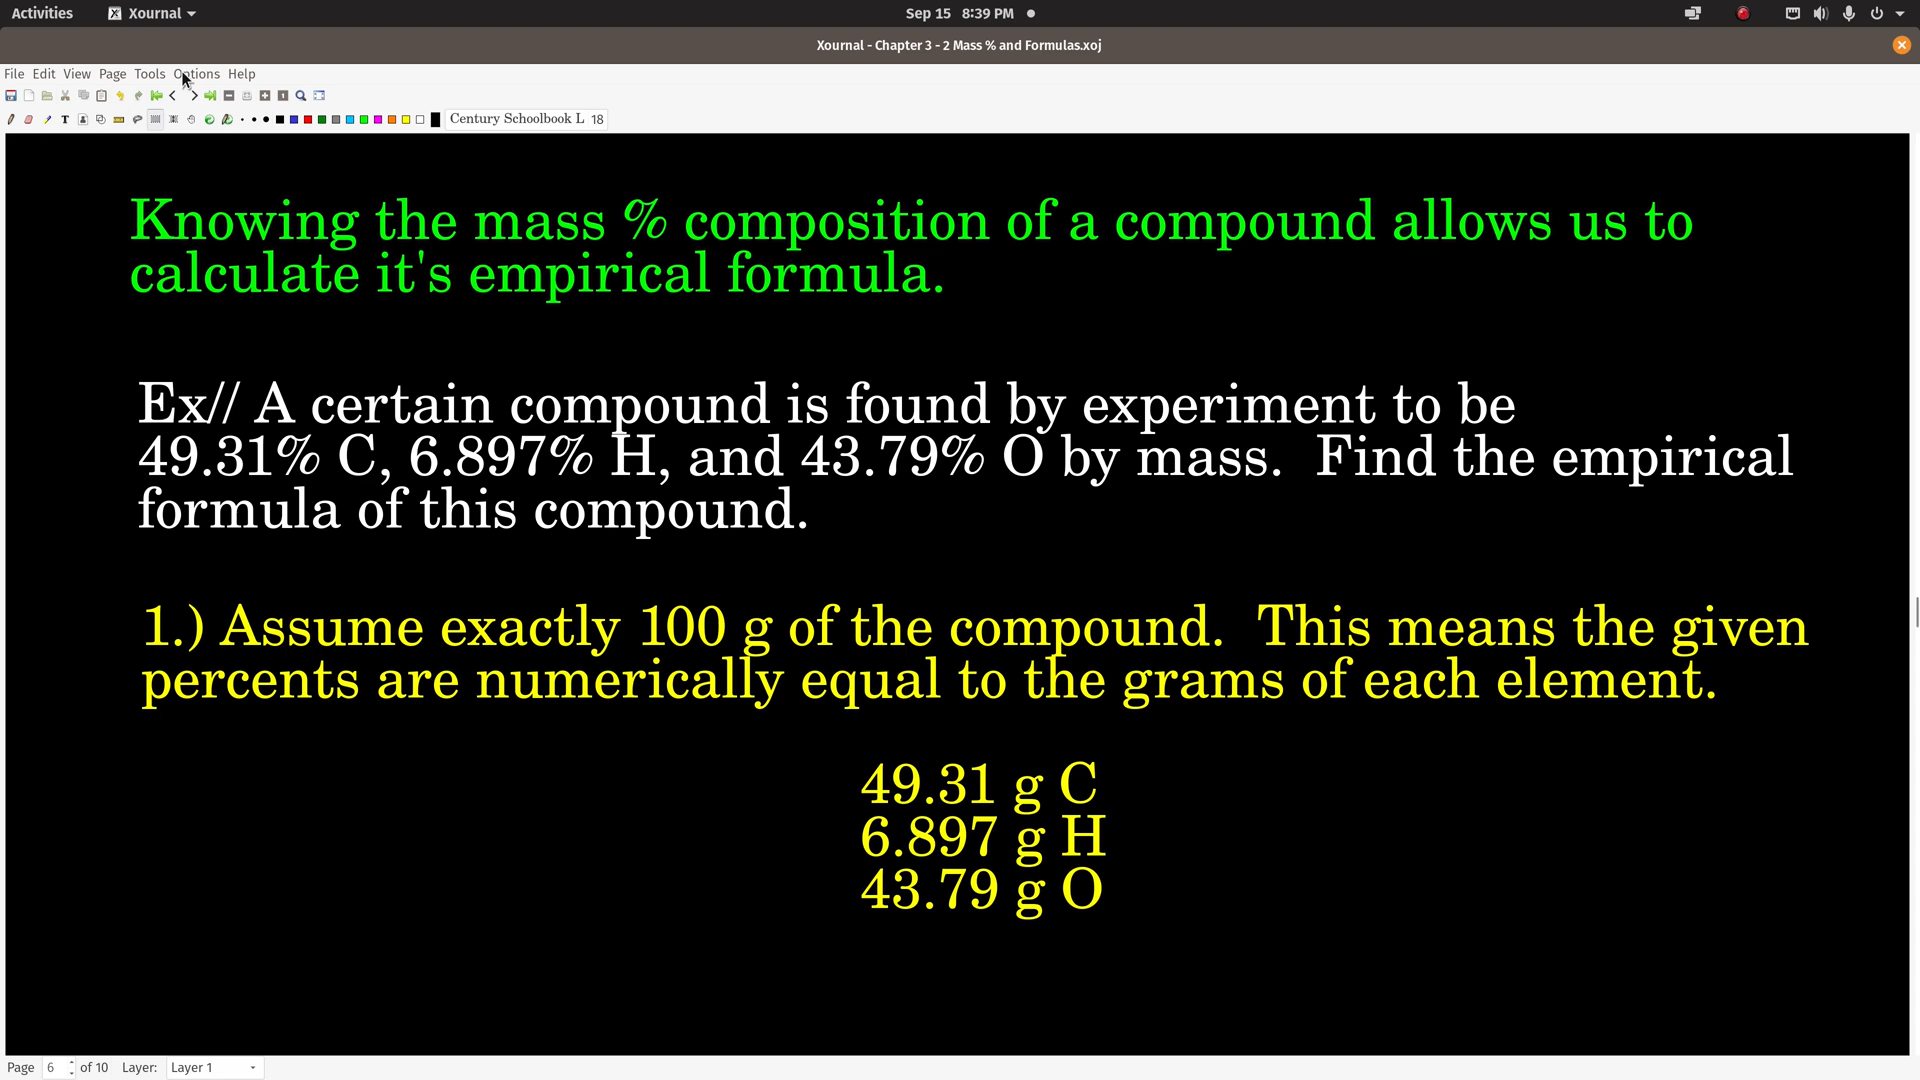 Activities Xournal Sep 15 8:39 PM
Xournal - Chapter 3 - 2 Mass % and Formulas.xoj
File Edit View Page Tools Options Help
Century Schoolbook L 18
Knowing the mass % composition of a compound allows us to
calculate it's empirical formula.
Ex// A certain compound is found by experiment to be
49.31% C, 6.897% H, and 43.79% O by mass. Find the empirical
formula of this compound.
1.) Assume exactly 100 g of the compound. This means the given
percents are numerically equal to the grams of each element.
49.31 g C
6.897 g H
43.79 g O
Page 6 of 10 Layer: Layer 1